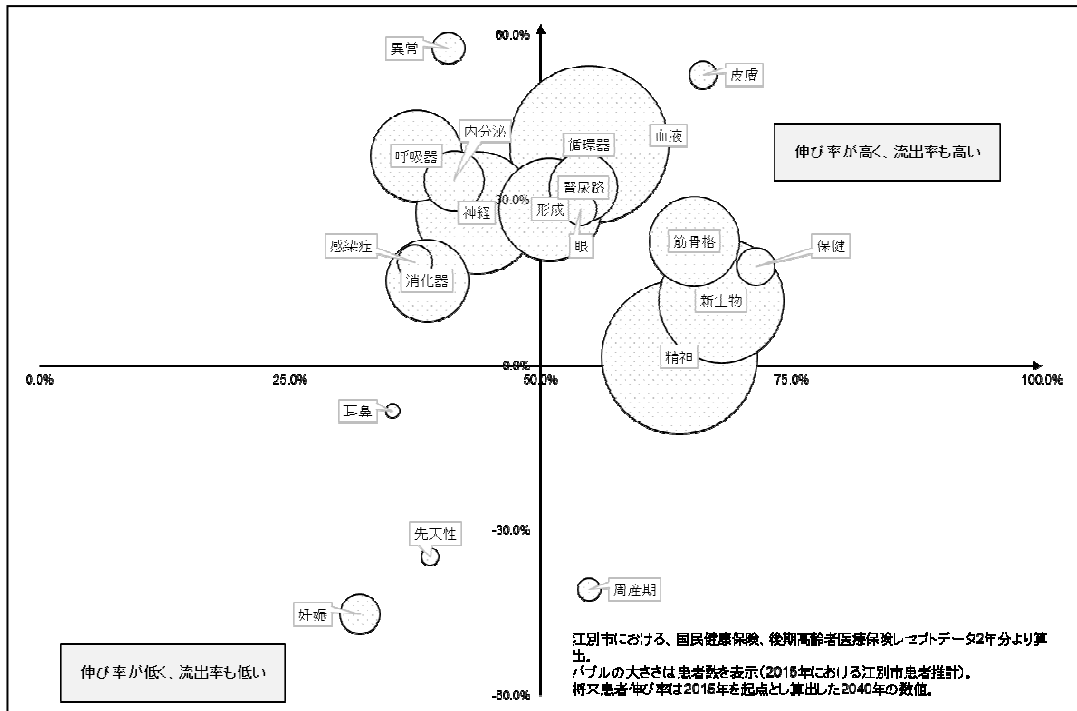 60.0%
異常
皮膚
内分泌
循環器
血液
呼吸器
伸び率が高く、流出率も高い
腎尿路
30.0%
形成
神経
眼
筋骨格
感染症
保健
消化器
新生物
精神
0.0%
0.0%
25.0%
50.0%
75.0%
100.0%
耳鼻
-30.0%
先天性
周産期
妊娠
江別市における、国民健康保険、後期高齢者医療保険レセプトデータ2年分より算
出。
伸び率が低く、流出率も低い
バブルの大きさは患者数を表示(2015年における江別市患者推計)。
将来患者伸び率は2015年を起点とし算出した2040年の数値。